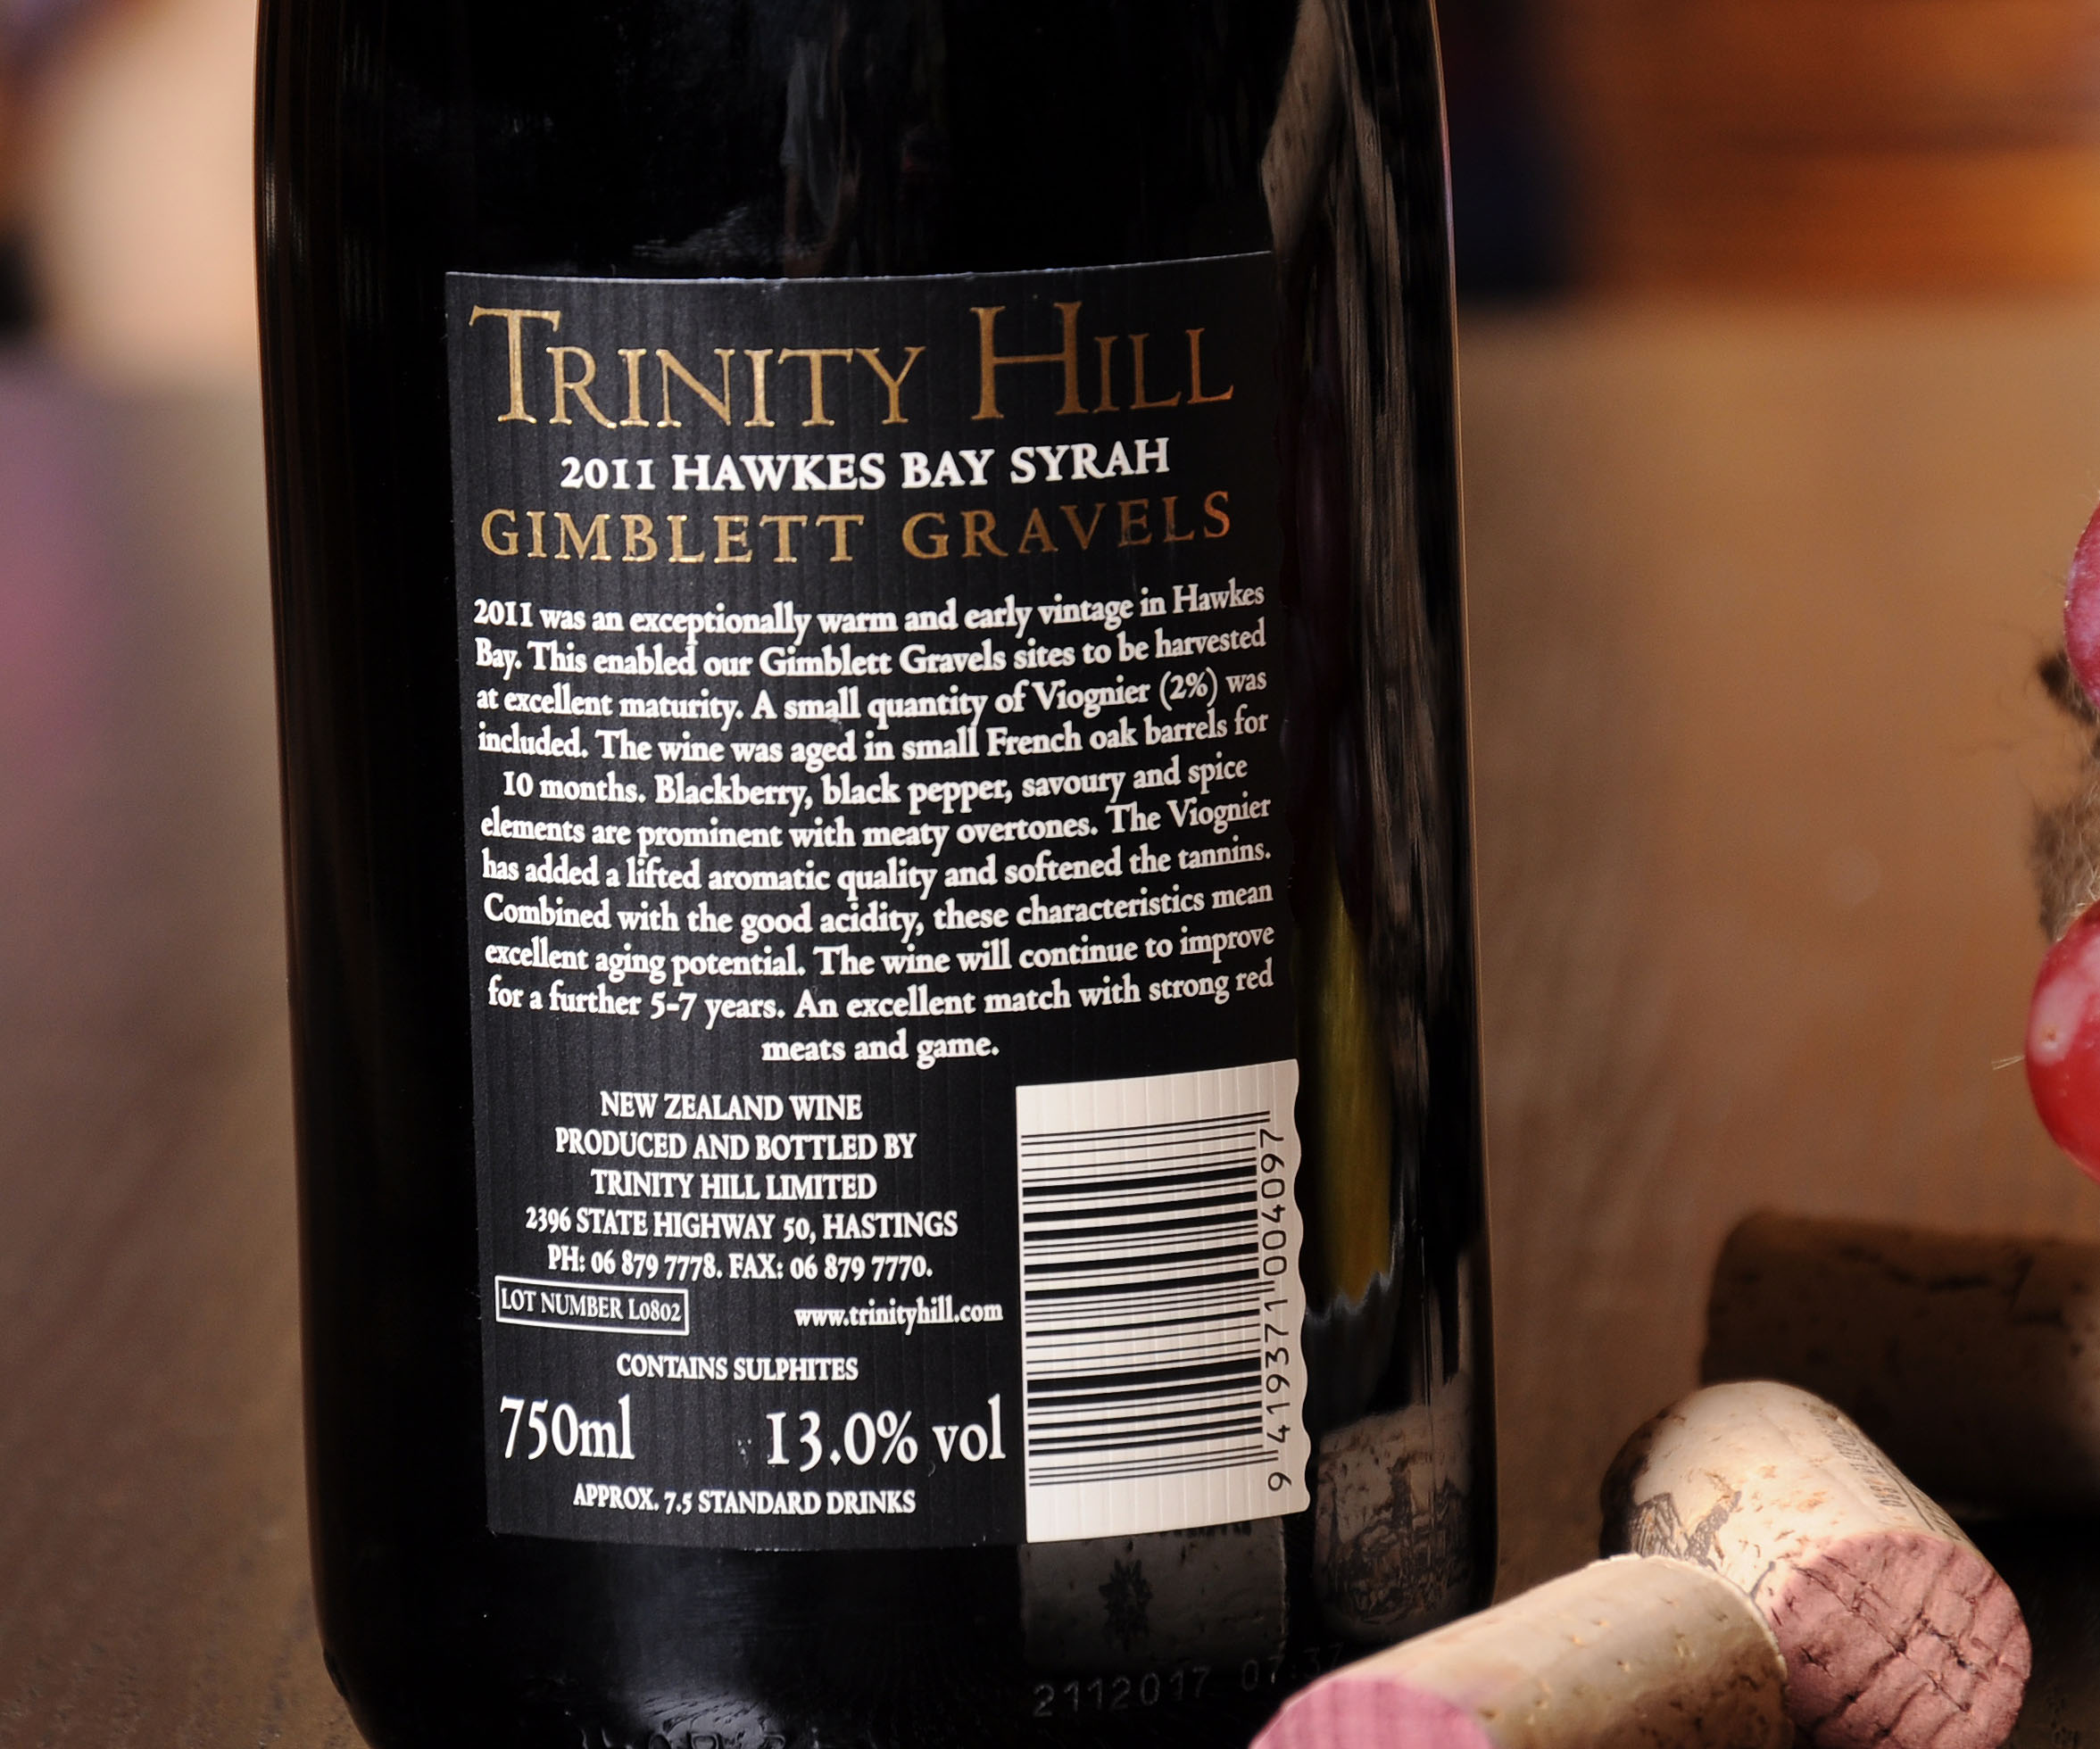 TRINITY HILL
2011 HAWKES BAY SYRAH
GIMBLETT GRAVELS
2011 was an exceptionally warm and early vintage in Hawkes
Bay. This enabled our Gimblett Gravels sites to be harvested
at excellent maturity. A small quantity of Viognier (2%) was
included. The wine was aged in small French oak barrels for
10 months. Blackberry, black pepper, savoury and spice
elements are prominent with meaty overtones. The Viognier
has added a lifted aromatic quality and softened the tannins.
Combined with the good acidity, these characteristics mean
excellent aging potential. The wine will continue to improve
for a further 5-7 years. An excellent match with strong red
meats and game.
NEW ZEALAND WINE
PRODUCED AND BOTTLED BY
TRINITY HILL LIMITED
2396 STATE HIGHWAY 50, HASTINGS
PH: 06 879 7778. FAX: 06 879 7770.
LOT NUMBER L0802
www.trinityhill.com
CONTAINS SULPHITES
750ml 13.0% vol
APPROX. 7.5 STANDARD DRINKS
9 419371 004097
2112017 07:37